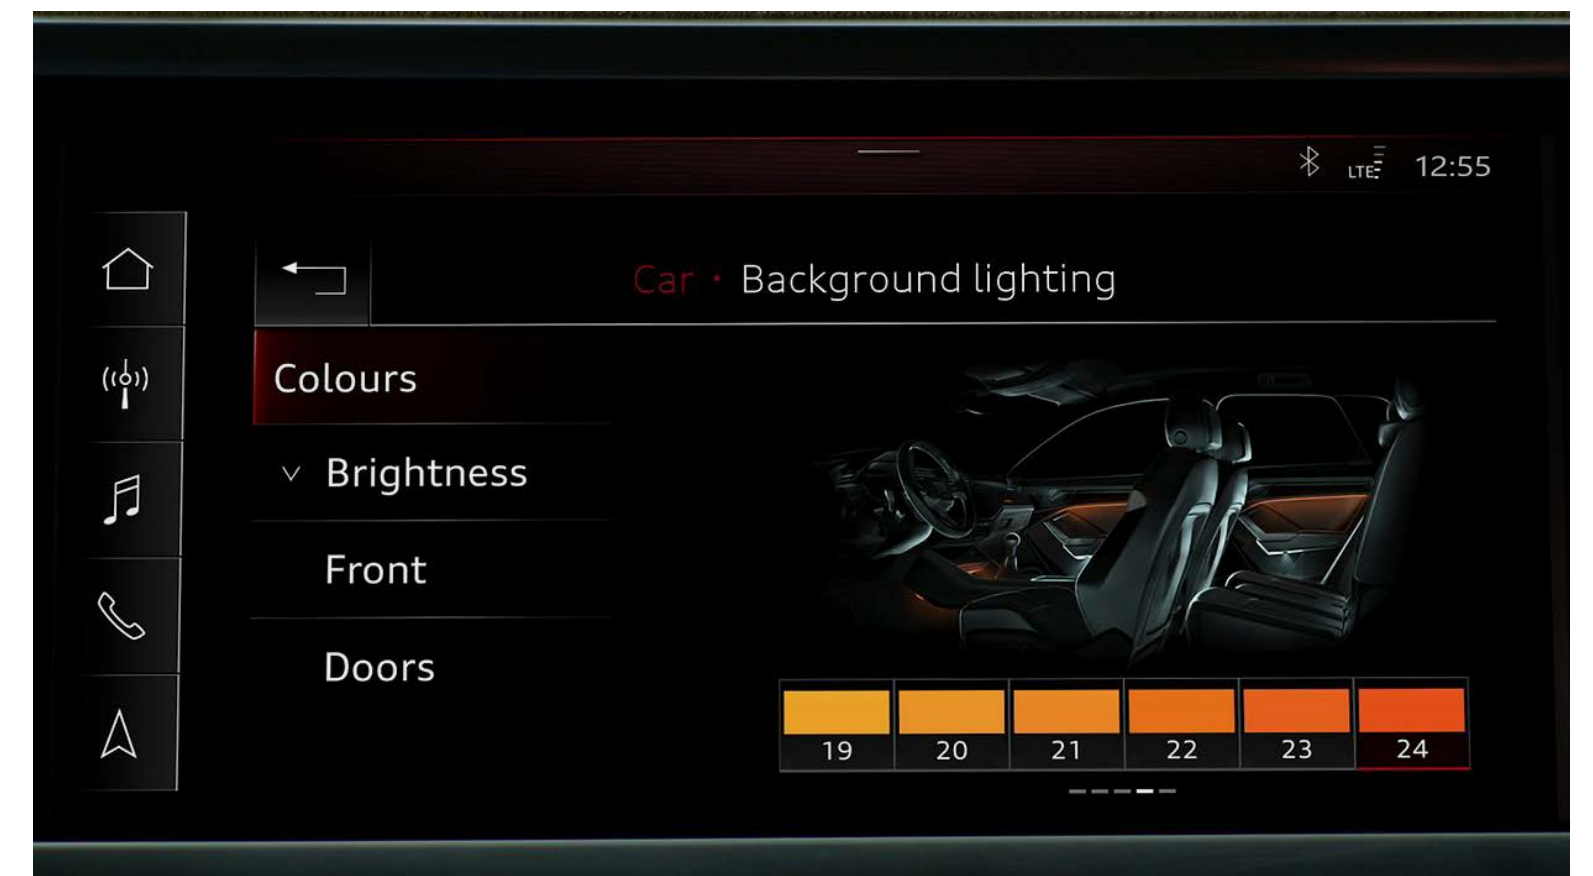 LTE 12:55
Car · Background lighting
Colours
Brightness
Front
Doors
19 20 21 22 23 24